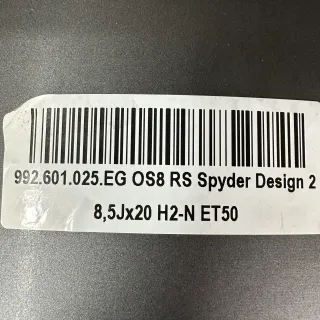 992.601.025.EG OS8 RS Spyder Design 2
8,5Jx20 H2-N ET50